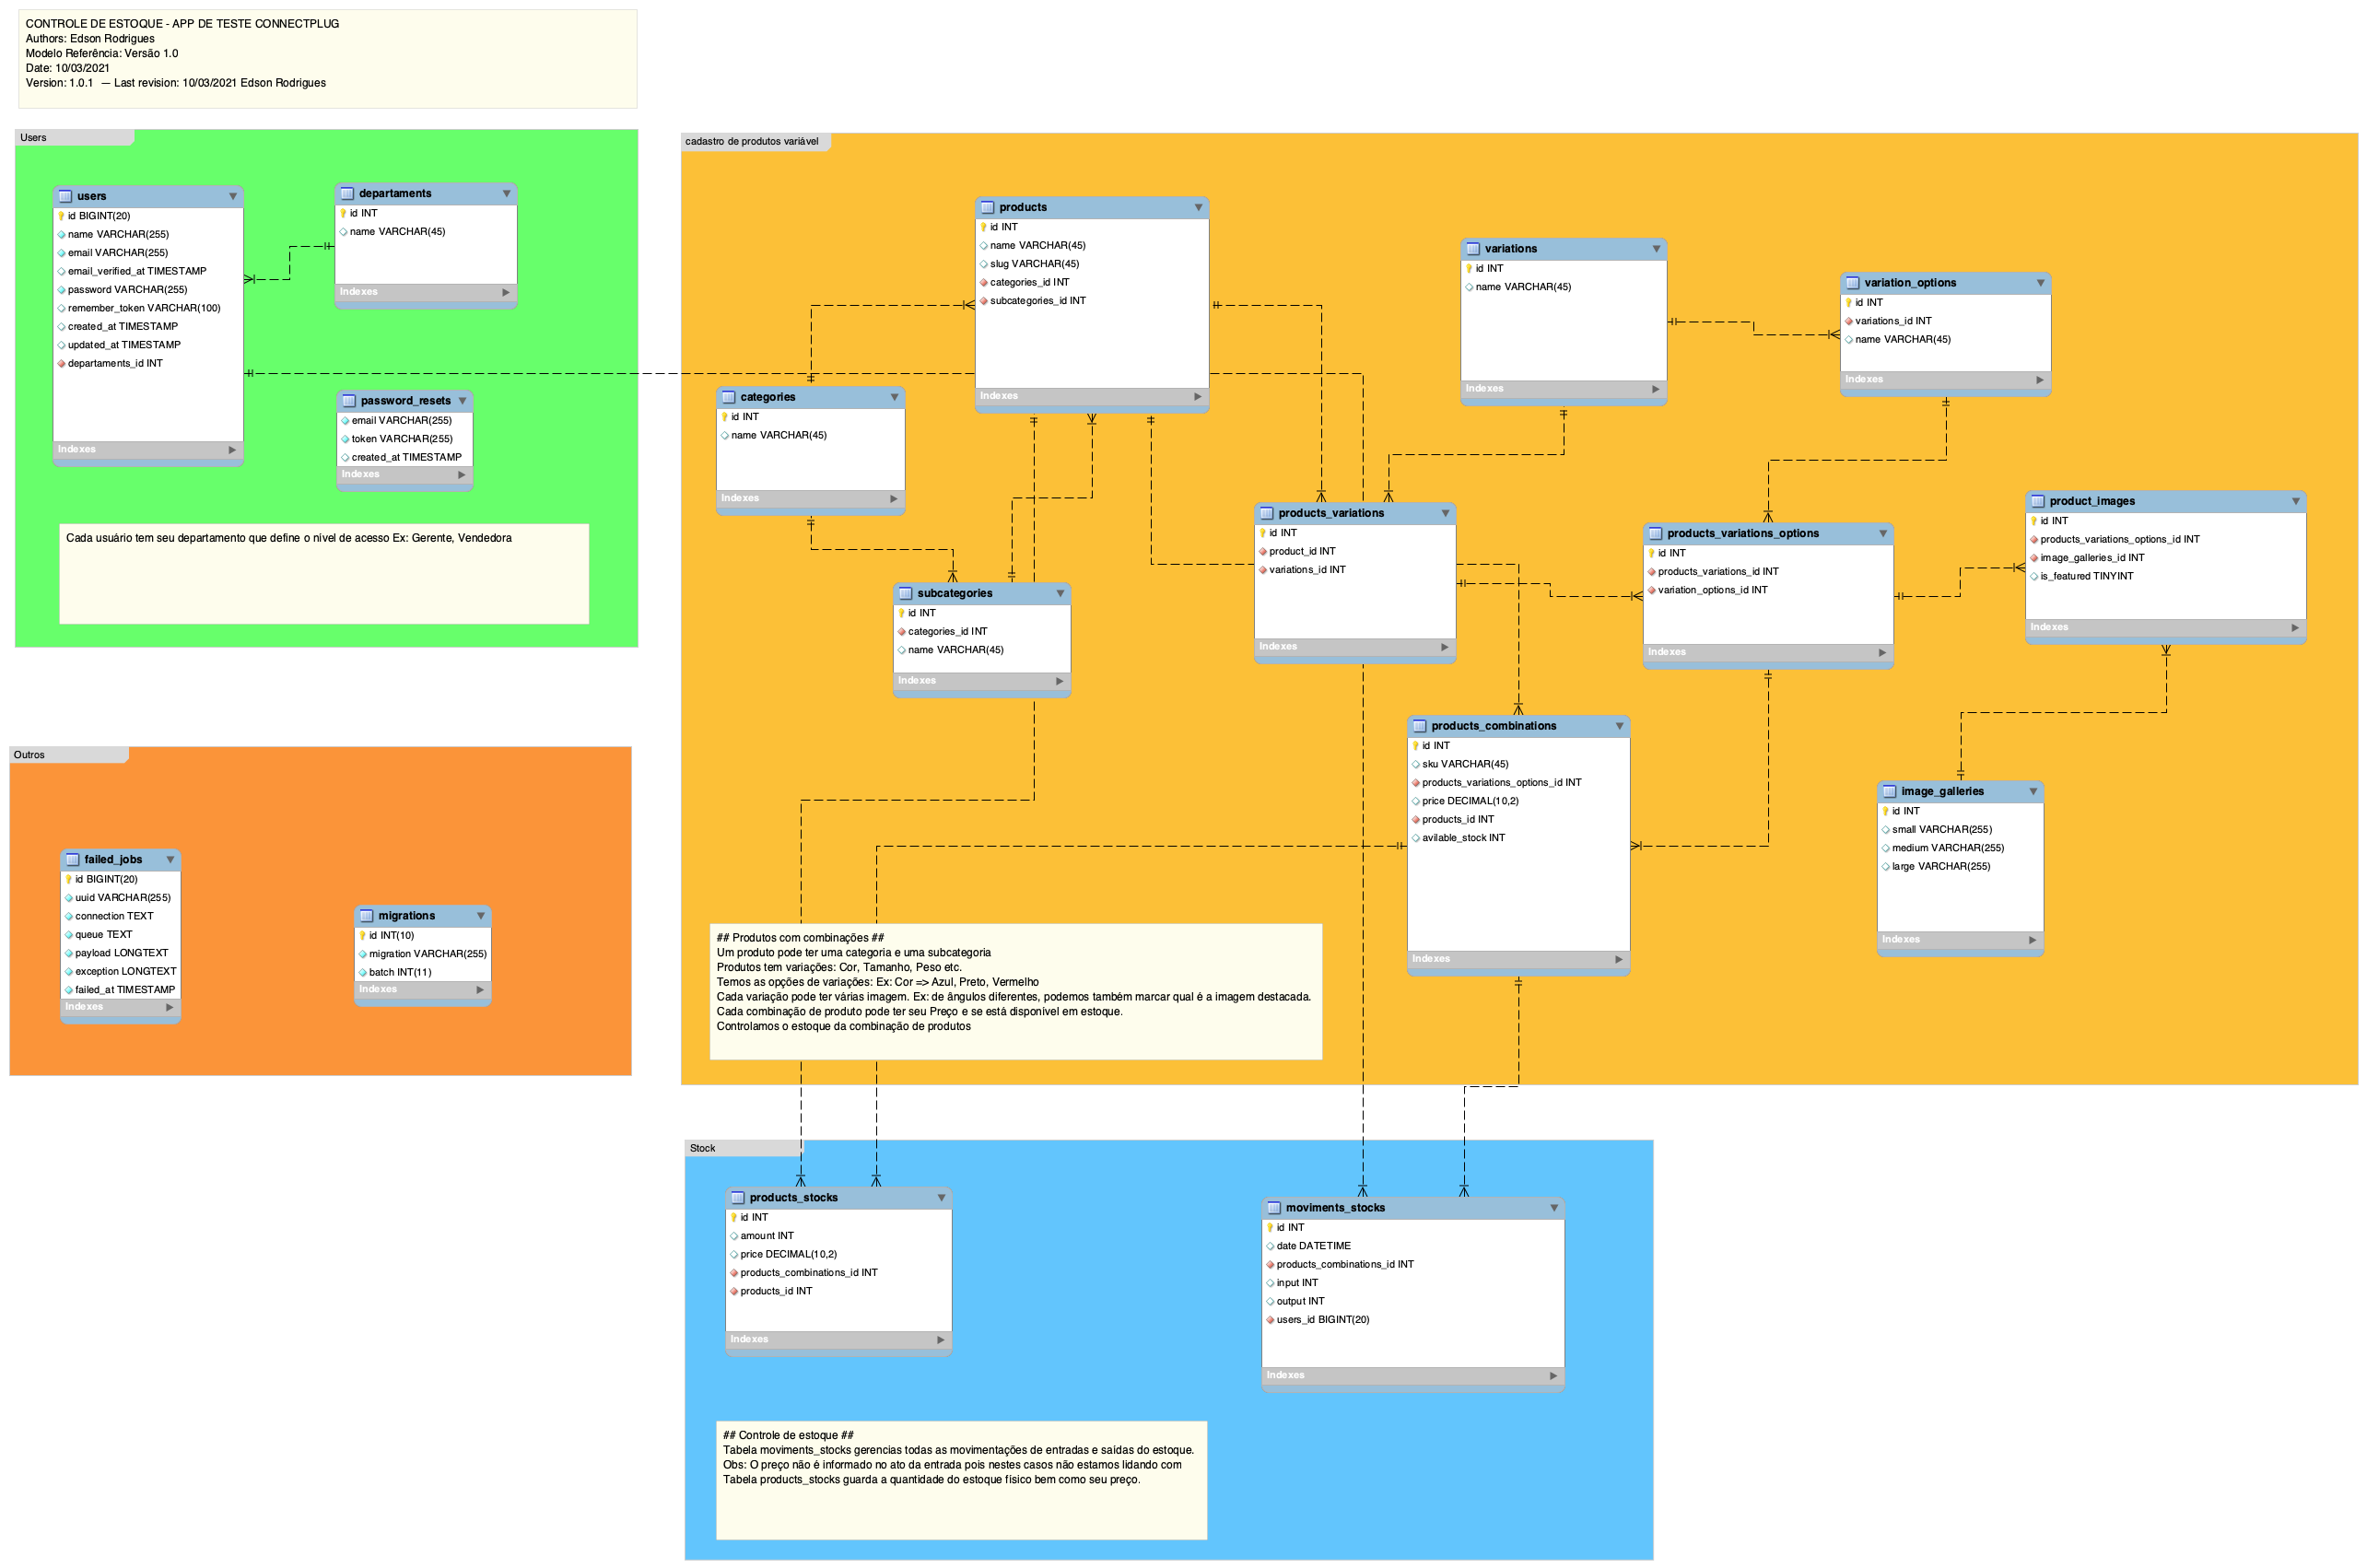 CONTROLE DE ESTOQUE - APP DE TESTE CONNECTPLUG
Authors: Edson Rodrigues
Modelo Referência: Versão 1.0
Date: 10/03/2021
Version: 1.0.1 — Last revision: 10/03/2021 Edson Rodrigues
Users
users
id BIGINT(20)
name VARCHAR(255)
email VARCHAR(255)
email_verified_at TIMESTAMP
password VARCHAR(255)
remember_token VARCHAR(100)
created_at TIMESTAMP
updated_at TIMESTAMP
departaments_id INT
Indexes
departaments
id INT
name VARCHAR(45)
Indexes
password_resets
email VARCHAR(255)
token VARCHAR(255)
created_at TIMESTAMP
Indexes
Cada usuário tem seu departamento que define o nível de acesso Ex: Gerente, Vendedora
Outros
failed_jobs
id BIGINT(20)
uuid VARCHAR(255)
connection TEXT
queue TEXT
payload LONGTEXT
exception LONGTEXT
failed_at TIMESTAMP
Indexes
migrations
id INT(10)
migration VARCHAR(255)
batch INT(11)
Indexes
cadastro de produtos variável
products
id INT
name VARCHAR(45)
slug VARCHAR(45)
categories_id INT
subcategories_id INT
Indexes
variations
id INT
name VARCHAR(45)
Indexes
variation_options
id INT
variations_id INT
name VARCHAR(45)
Indexes
categories
id INT
name VARCHAR(45)
Indexes
subcategories
id INT
categories_id INT
name VARCHAR(45)
Indexes
products_variations
id INT
product_id INT
variations_id INT
Indexes
products_variations_options
id INT
products_variations_id INT
variation_options_id INT
Indexes
product_images
id INT
products_variations_options_id INT
image_galleries_id INT
is_featured TINYINT
Indexes
products_combinations
id INT
sku VARCHAR(45)
products_variations_options_id INT
price DECIMAL(10,2)
products_id INT
avilable_stock INT
Indexes
image_galleries
id INT
small VARCHAR(255)
medium VARCHAR(255)
large VARCHAR(255)
Indexes
## Produtos com combinações ##
Um produto pode ter uma categoria e uma subcategoria
Produtos tem variações: Cor, Tamanho, Peso etc.
Temos as opções de variações: Ex: Cor => Azul, Preto, Vermelho
Cada variação pode ter várias imagem. Ex: de ângulos diferentes, podemos também marcar qual é a imagem destacada.
Cada combinação de produto pode ter seu Preço e se está disponível em estoque.
Controlamos o estoque da combinação de produtos
Stock
products_stocks
id INT
amount INT
price DECIMAL(10,2)
products_combinations_id INT
products_id INT
Indexes
moviments_stocks
id INT
date DATETIME
products_combinations_id INT
input INT
output INT
users_id BIGINT(20)
Indexes
## Controle de estoque ##
Tabela moviments_stocks gerencias todas as movimentações de entradas e saídas do estoque.
Obs: O preço não é informado no ato da entrada pois nestes casos não estamos lidando com
Tabela products_stocks guarda a quantidade do estoque físico bem como seu preço.